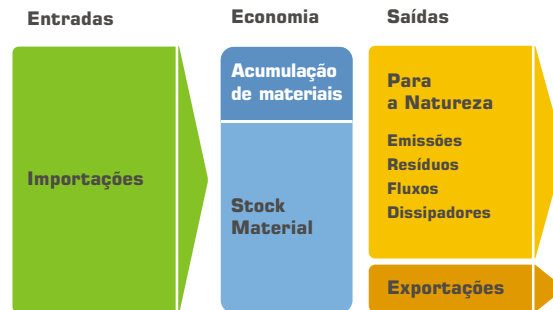 Entradas
Economia
Saídas
Importações
Acumulação
de materiais
Stock
Material
Para
a Natureza
Emissões
Resíduos
Fluxos
Dissipadores
Exportações